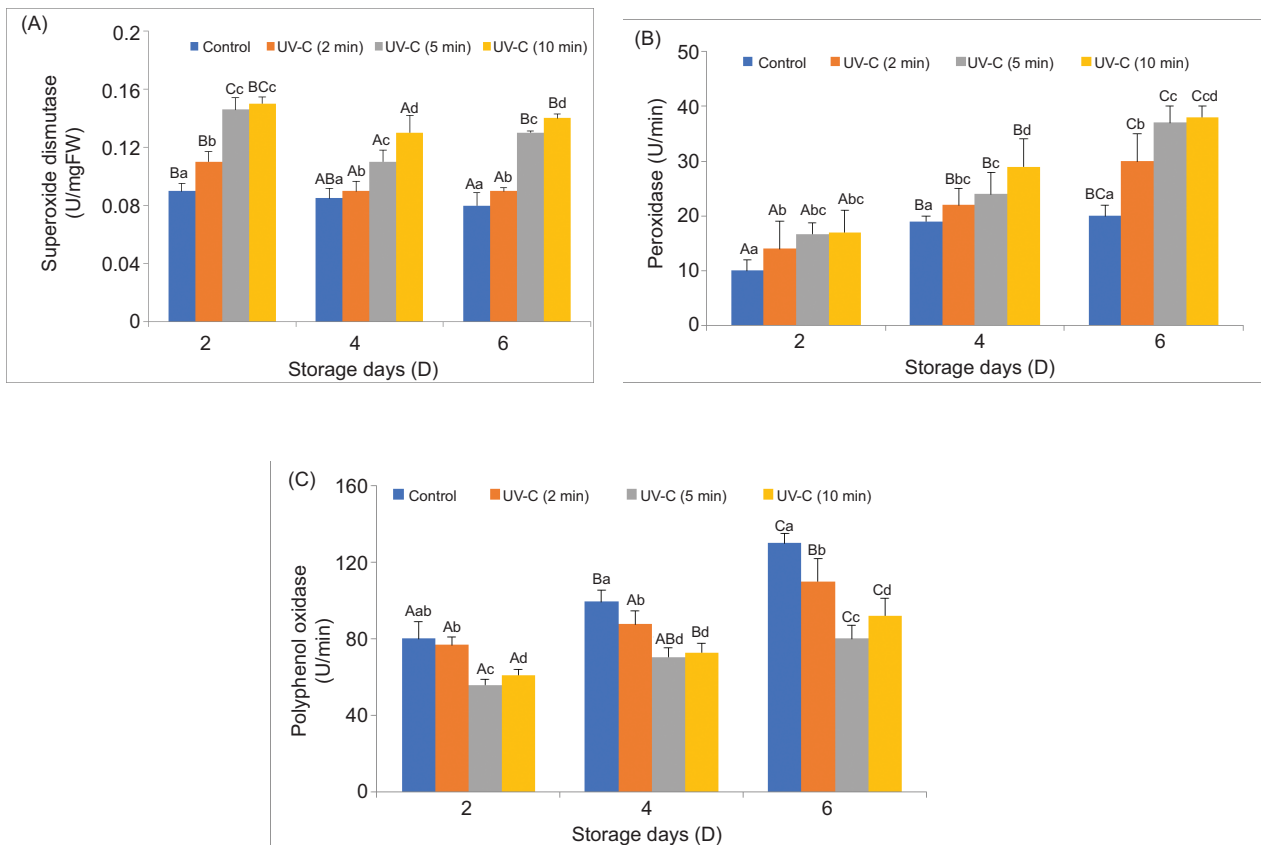 (A)
0.2
0.16
0.12
0.08
0.04
0
Superoxide dismutase
(U/mgFW)
Control UV-C (2 min) UV-C (5 min) UV-C (10 min)
Ba Bb Cc BCc
ABa Ab Ac Ad
Aa Ab Bc Bd
2 4 6
Storage days (D)
(B)
50
40
30
20
10
0
Peroxidase (U/min)
Control UV-C (2 min) UV-C (5 min) UV-C (10 min)
Aa Ab Abc Abc
Ba Bbc Bc Bd
BCa Cb Cc Ccd
2 4 6
Storage days (D)
(C)
160
120
80
40
0
Polyphenol oxidase
(U/min)
Control UV-C (2 min) UV-C (5 min) UV-C (10 min)
Aab Ab Ac Ad
Ba Ab ABd Bd
Ca Bb Cc Cd
2 4 6
Storage days (D)